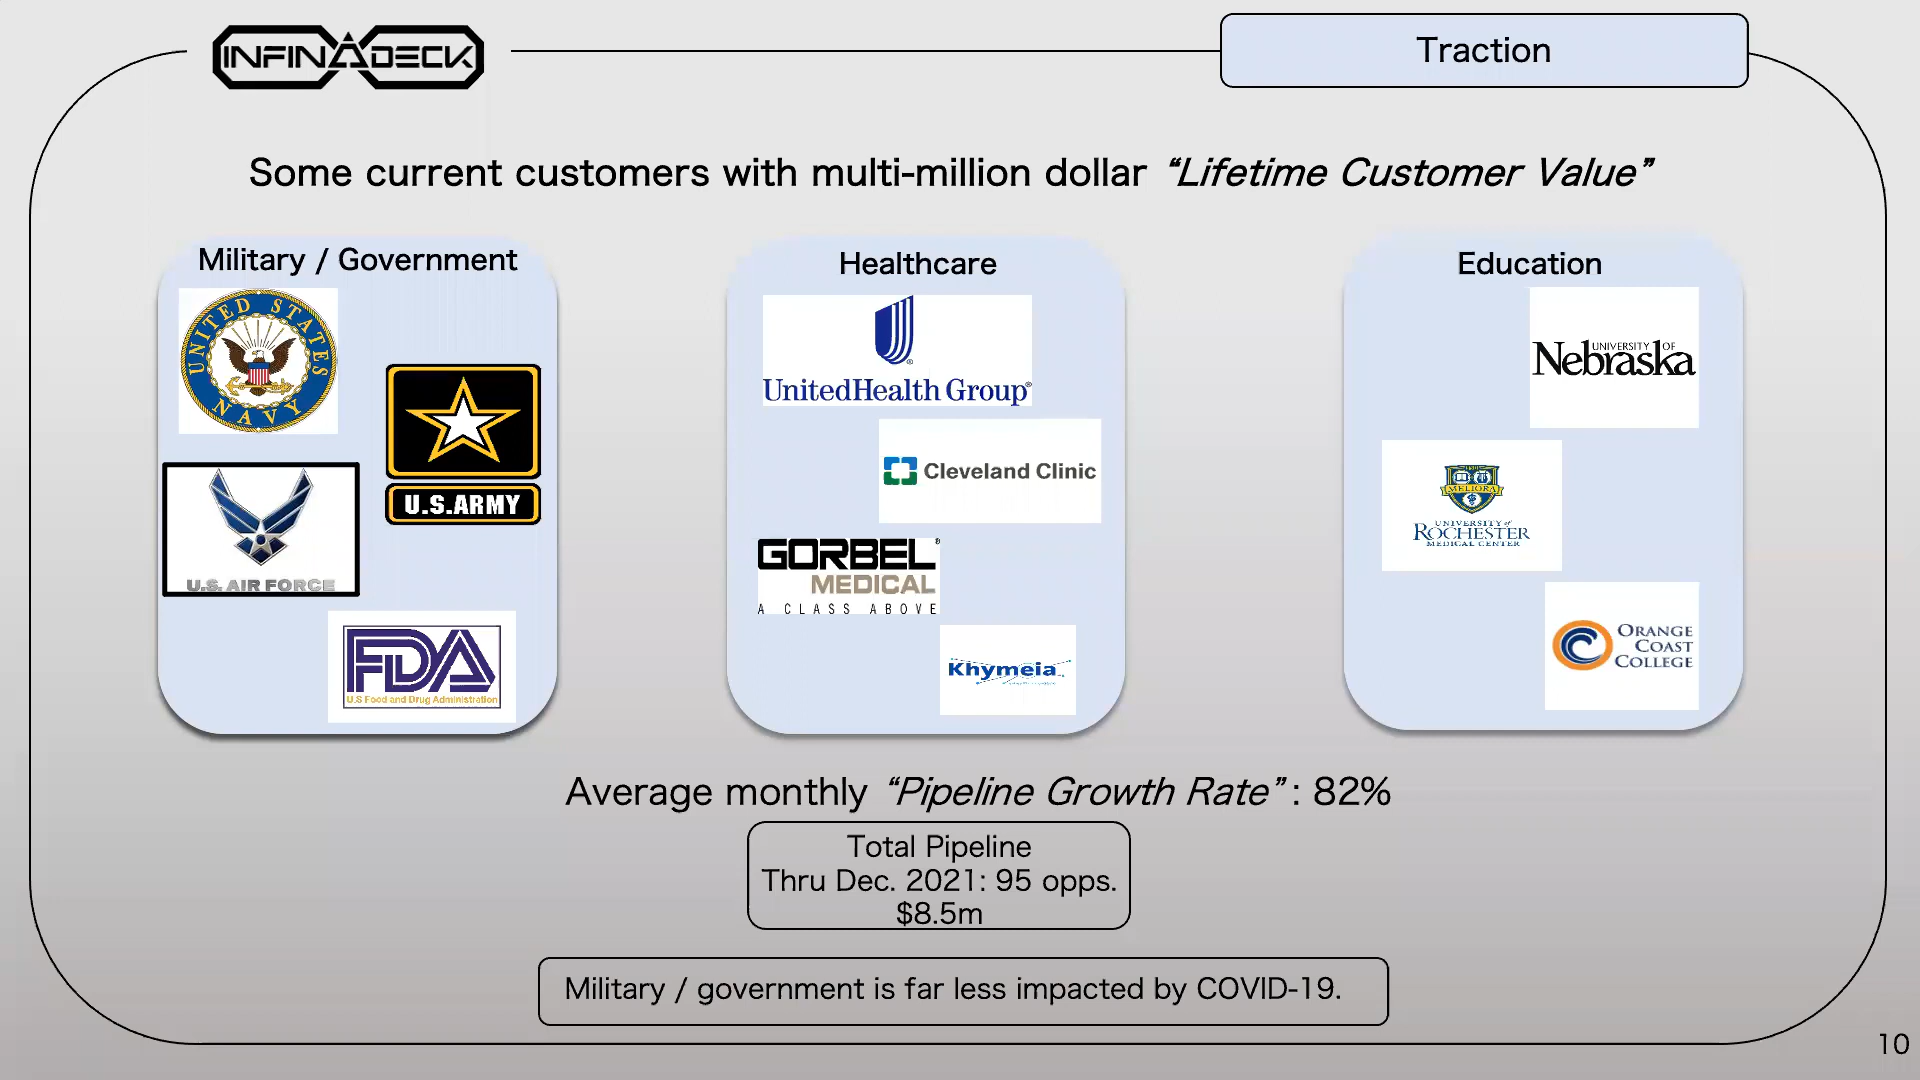 INFINADECK
Traction
Some current customers with multi-million dollar “Lifetime Customer Value”
Military / Government
UNITED STATES
NAVY
U.S.ARMY
U.S. AIR FORCE
FDA
U.S Food and Drug Administration
Healthcare
UnitedHealth Group®
Cleveland Clinic
GORBEL®
MEDICAL
A CLASS ABOVE
Khymeia
Education
UNIVERSITY OF
Nebraska
MELIORA
UNIVERSITY of
ROCHESTER
MEDICAL CENTER
ORANGE
COAST
COLLEGE
Average monthly “Pipeline Growth Rate”: 82%
Total Pipeline
Thru Dec. 2021: 95 opps.
$8.5m
Military / government is far less impacted by COVID-19.
10